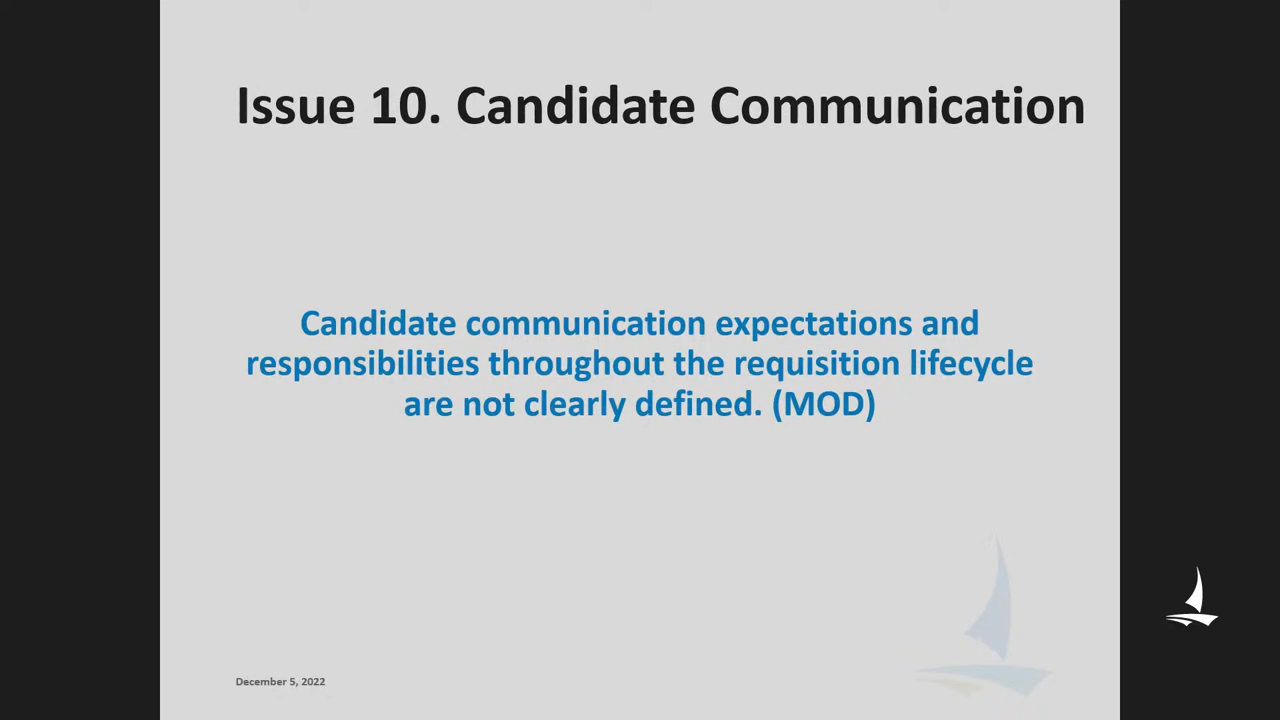 Issue 10. Candidate Communication
Candidate communication expectations and
responsibilities throughout the requisition lifecycle
are not clearly defined. (MOD)
December 5, 2022